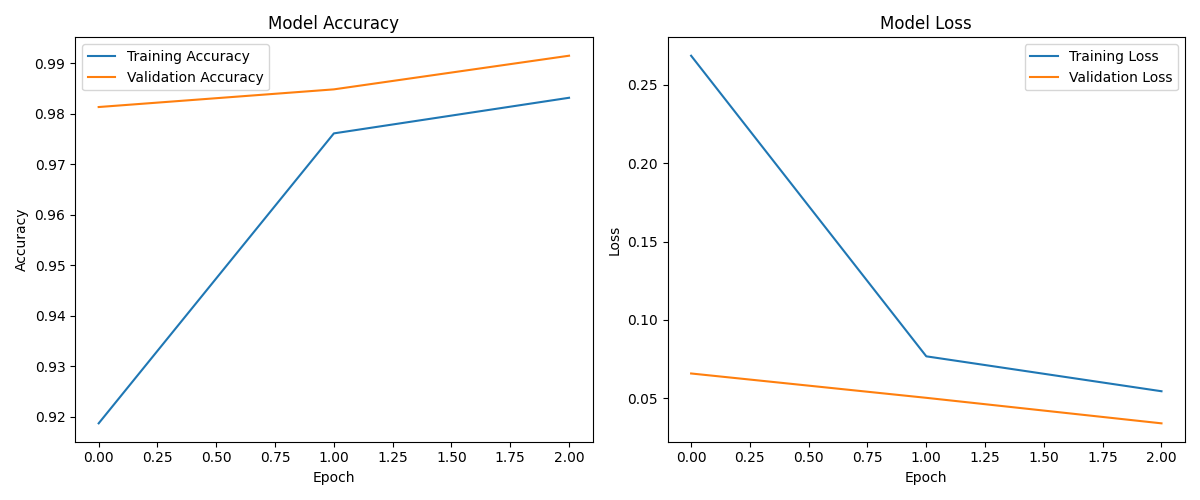 Model Accuracy
Training Accuracy
Validation Accuracy
0.99
0.98
0.97
0.96
0.95
0.94
0.93
0.92
Accuracy
0.00 0.25 0.50 0.75 1.00 1.25 1.50 1.75 2.00
Epoch
Model Loss
Training Loss
Validation Loss
0.25
0.20
0.15
0.10
0.05
Loss
0.00 0.25 0.50 0.75 1.00 1.25 1.50 1.75 2.00
Epoch